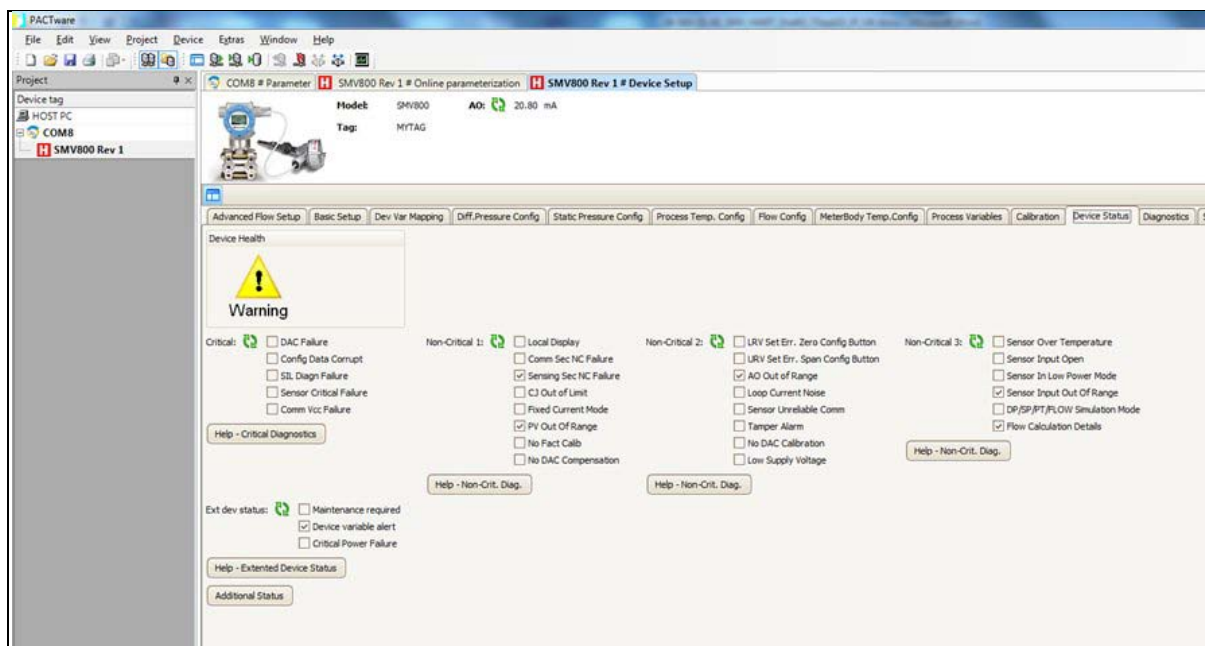 PACTware
File Edit View Project Device Extras Window Help
Project
COM8 # Parameter SMV800 Rev 1 # Online parameterization SMV800 Rev 1 # Device Setup
Device tag
HOST PC
COM8
SMV800 Rev 1
Model: SMV800 AO: 20.80 mA
Tag: MYTAG
Advanced Flow Setup Basic Setup Dev Var Mapping Diff.Pressure Config Static Pressure Config Process Temp. Config Flow Config MeterBody Temp.Config Process Variables Calibration Device Status Diagnostics
Device Health
Warning
Critical:
DAC Failure
Config Data Corrupt
SIL Diagn Failure
Sensor Critical Failure
Comm Vcc Failure
Help - Critical Diagnostics
Non-Critical 1:
Local Display
Comm Sec NC Failure
Sensing Sec NC Failure
CJ Out of Limit
Fixed Current Mode
PV Out Of Range
No Fact Calib
No DAC Compensation
Help - Non-Crit. Diag.
Non-Critical 2:
LRV Set Err. Zero Config Button
URV Set Err. Span Config Button
AO Out of Range
Loop Current Noise
Sensor Unreliable Comm
Tamper Alarm
No DAC Calibration
Low Supply Voltage
Help - Non-Crit. Diag.
Non-Critical 3:
Sensor Over Temperature
Sensor Input Open
Sensor In Low Power Mode
Sensor Input Out Of Range
DP/SP/PT/FLOW Simulation Mode
Flow Calculation Details
Help - Non-Crit. Diag.
Ext dev status:
Maintenance required
Device variable alert
Critical Power Failure
Help - Extented Device Status
Additional Status